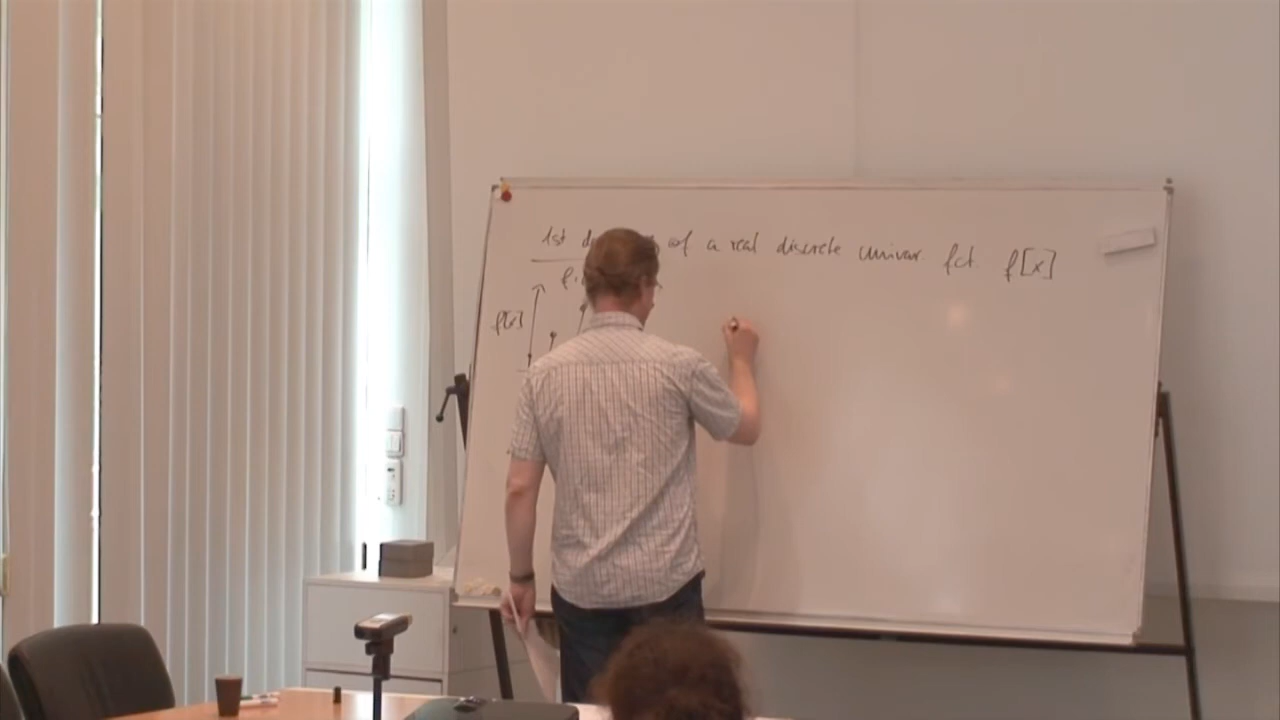 1st of a real discrete univar. fct. f[x]
f[x]